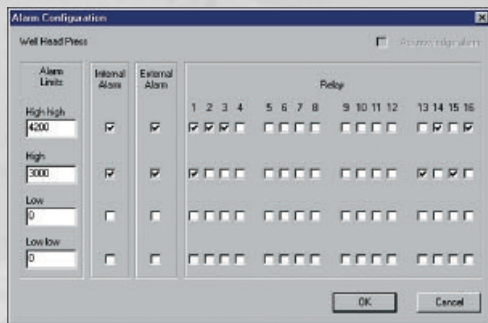 Alarm Configuration
Well Head Press
Acknowledge alarm
Alarm Limits
Internal Alarm
External Alarm
Relay
1 2 3 4 5 6 7 8 9 10 11 12 13 14 15 16
High high
4200
High
3000
Low
0
Low low
0
OK Cancel